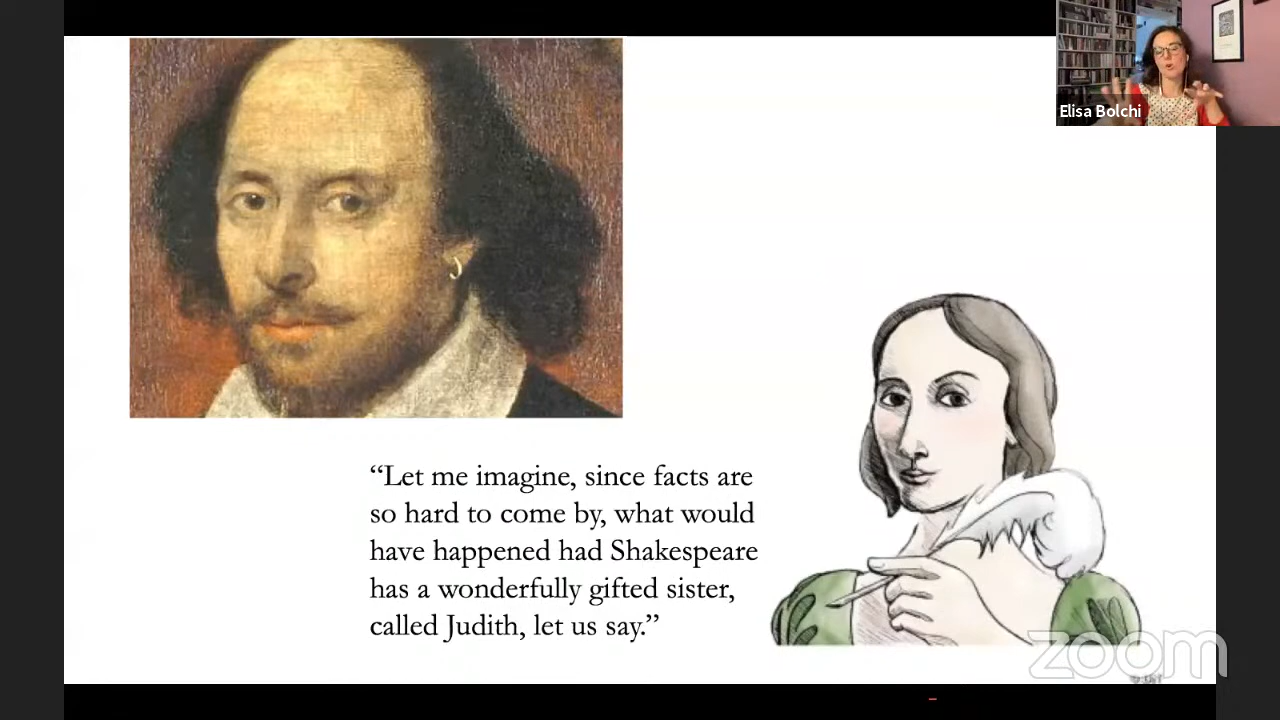 Elisa Bolchi
“Let me imagine, since facts are
so hard to come by, what would
have happened had Shakespeare
has a wonderfully gifted sister,
called Judith, let us say.”
zoom